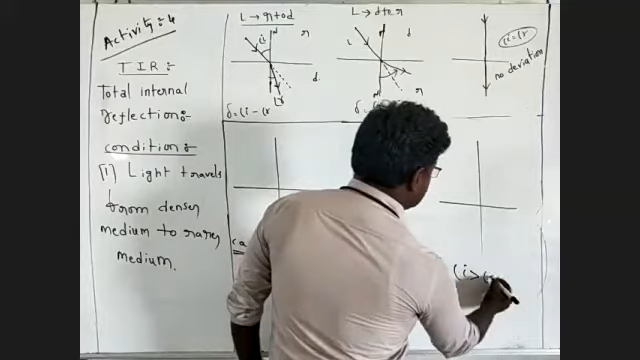 Activity :- 4
TIR :-
Total internal
Reflection :-
condition :-
(1) Light travels
from denser
medium to rarer
medium.
L → r to d
i
N
r
d.
∠r
δ = ∠i - ∠r
L → d to r
i
d
r
∠i = ∠r
no deviation
∠i >